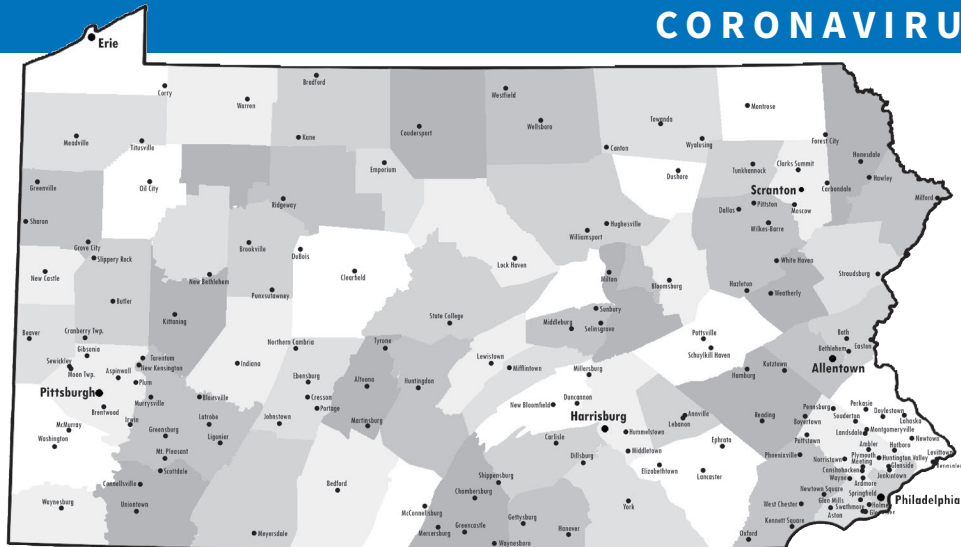 CORONAVIRU
Erie
Bradford
Corry
Warren
Westfield
Montrose
Coudersport
Wellsboro
Towanda
Meadville
Titusville
Kane
Canton
Wyalusing
Forest City
Honesdale
Emporium
Dushore
Tunkhannock
Clarks Summit
Greenville
Oil City
Scranton
Carbondale
Hawley
Ridgeway
Dallas
Pittston
Moscow
Milford
Sharon
Hughesville
Williamsport
Wilkes-Barre
Grove City
Slippery Rock
Brookville
DuBois
Lock Haven
White Haven
New Castle
New Bethlehem
Clearfield
Milton
Bloomsburg
Stroudsburg
Punxsutawney
Hazleton
Weatherly
Butler
Kittaning
State College
Middleburg
Sunbury
Selinsgrove
Beaver
Cranberry Twp.
Gibsonia
Northern Cambria
Tyrone
Pottsville
Schuylkill Haven
Bath
Bethlehem
Easton
Sewickley
Moon Twp.
Aspinwall
Tarentum
New Kensington
Indiana
Lewistown
Mifflintown
Millersburg
Kutztown
Allentown
Plum
Ebensburg
Altoona
Huntingdon
Hamburg
Pittsburgh
Murrysville
Blairsville
Cresson
Portage
Duncannon
New Bloomfield
Pennsburg
Perkasie
Brentwood
Irwin
Latrobe
Johnstown
Martinsburg
Harrisburg
Annville
Lebanon
Reading
Boyertown
Souderton
Doylestown
Lahaska
McMurray
Washington
Greensburg
Ligonier
Carlisle
Hummelstown
Pottstown
Lansdale
Montgomeryville
Newtown
Mt. Pleasant
Dillsburg
Middletown
Ephrata
Phoenixville
Norristown
Ambler
Hatboro
Levittown
Scottdale
Elizabethtown
Lancaster
Plymouth
Meeting
Huntington Valley
Glenside
Connellsville
Shippensburg
Conshohocken
Wayne
Jenkintown
Bedford
Chambersburg
Newtown Square
Ardmore
Waynesburg
Uniontown
McConnellsburg
York
West Chester
Glen Mills
Springfield
Swathmore
Philadelphia
Mercersburg
Greencastle
Gettysburg
Hanover
Kennett Square
Aston
Meyersdale
Waynesboro
Oxford